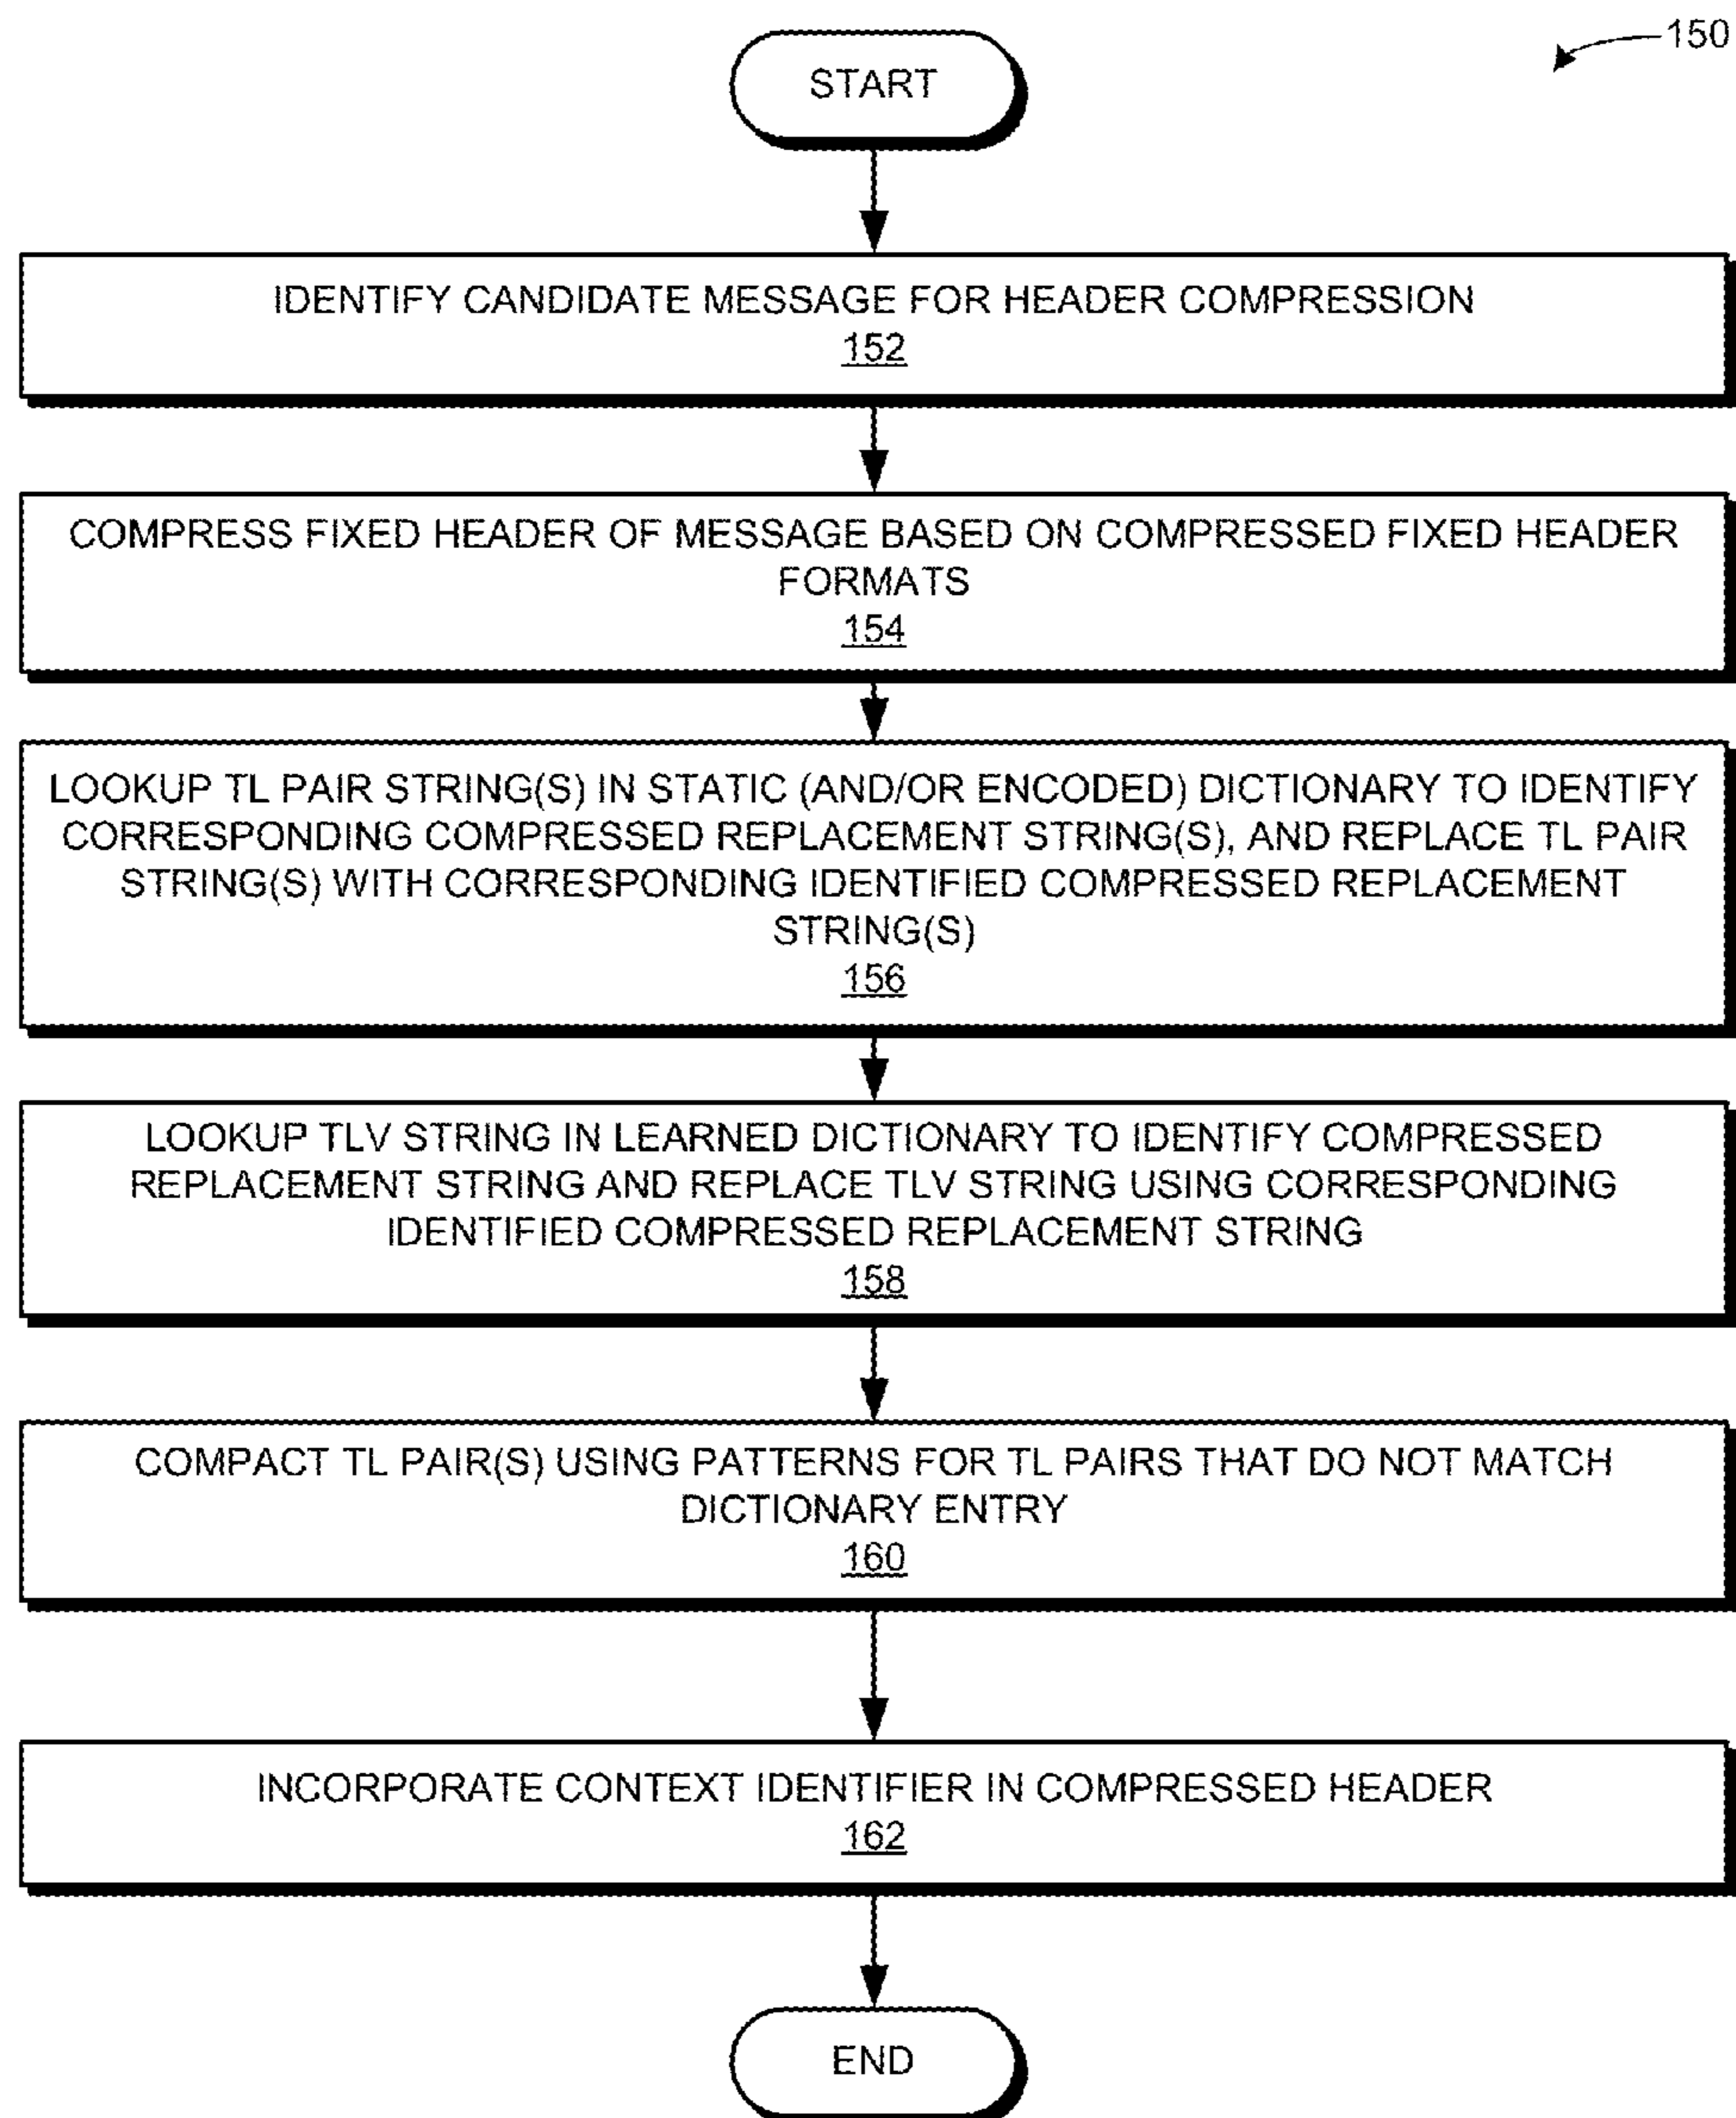 150
START
IDENTIFY CANDIDATE MESSAGE FOR HEADER COMPRESSION
152
COMPRESS FIXED HEADER OF MESSAGE BASED ON COMPRESSED FIXED HEADER
FORMATS
154
LOOKUP TL PAIR STRING(S) IN STATIC (AND/OR ENCODED) DICTIONARY TO IDENTIFY
CORRESPONDING COMPRESSED REPLACEMENT STRING(S), AND REPLACE TL PAIR
STRING(S) WITH CORRESPONDING IDENTIFIED COMPRESSED REPLACEMENT
STRING(S)
156
LOOKUP TLV STRING IN LEARNED DICTIONARY TO IDENTIFY COMPRESSED
REPLACEMENT STRING AND REPLACE TLV STRING USING CORRESPONDING
IDENTIFIED COMPRESSED REPLACEMENT STRING
158
COMPACT TL PAIR(S) USING PATTERNS FOR TL PAIRS THAT DO NOT MATCH
DICTIONARY ENTRY
160
INCORPORATE CONTEXT IDENTIFIER IN COMPRESSED HEADER
162
END